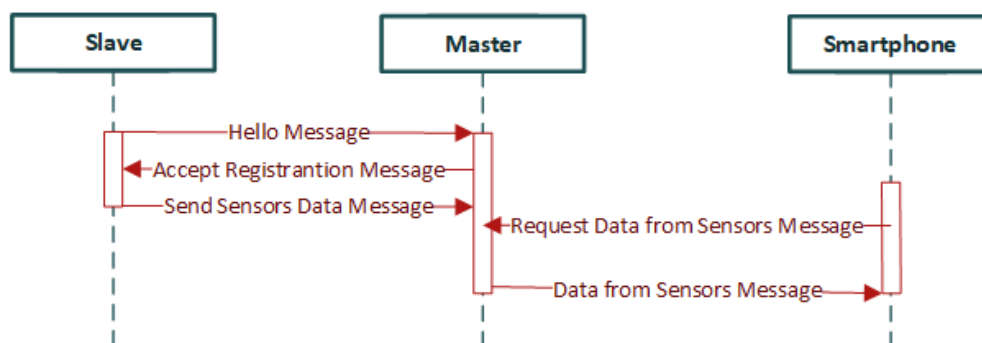 Slave
Master
Smartphone
Hello Message
Accept Registrantion Message
Send Sensors Data Message
Request Data from Sensors Message
Data from Sensors Message